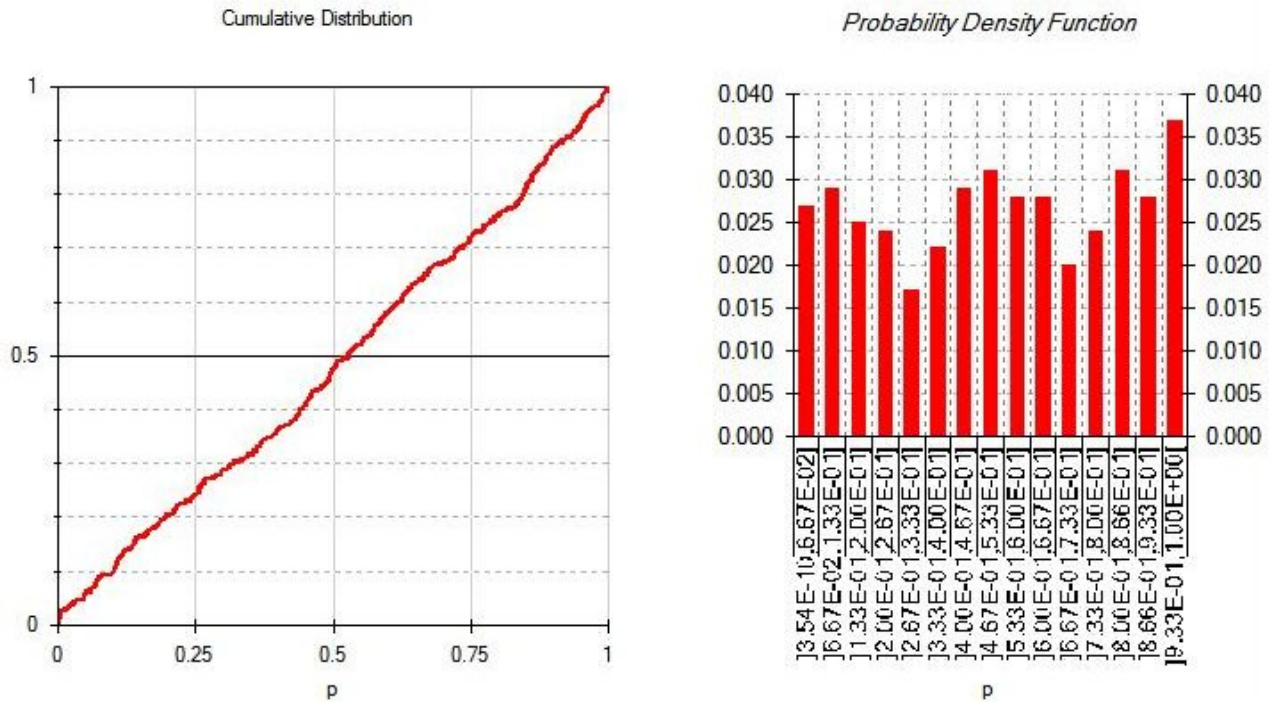 Cumulative Distribution
1
0.5
0
0
0.25
0.5
0.75
1
p
Probability Density Function
0.040
0.035
0.030
0.025
0.020
0.015
0.010
0.005
0.000
0.040
0.035
0.030
0.025
0.020
0.015
0.010
0.005
0.000
]3.54E-10,6.67E-02]
]6.67E-02,1.33E-01]
]1.33E-01,2.00E-01]
]2.00E-01,2.67E-01]
]2.67E-01,3.33E-01]
]3.33E-01,4.00E-01]
]4.00E-01,4.67E-01]
]4.67E-01,5.33E-01]
]5.33E-01,6.00E-01]
]6.00E-01,6.67E-01]
]6.67E-01,7.33E-01]
]7.33E-01,8.00E-01]
]8.00E-01,8.66E-01]
]8.66E-01,9.33E-01]
]9.33E-01,1.00E+00[
p